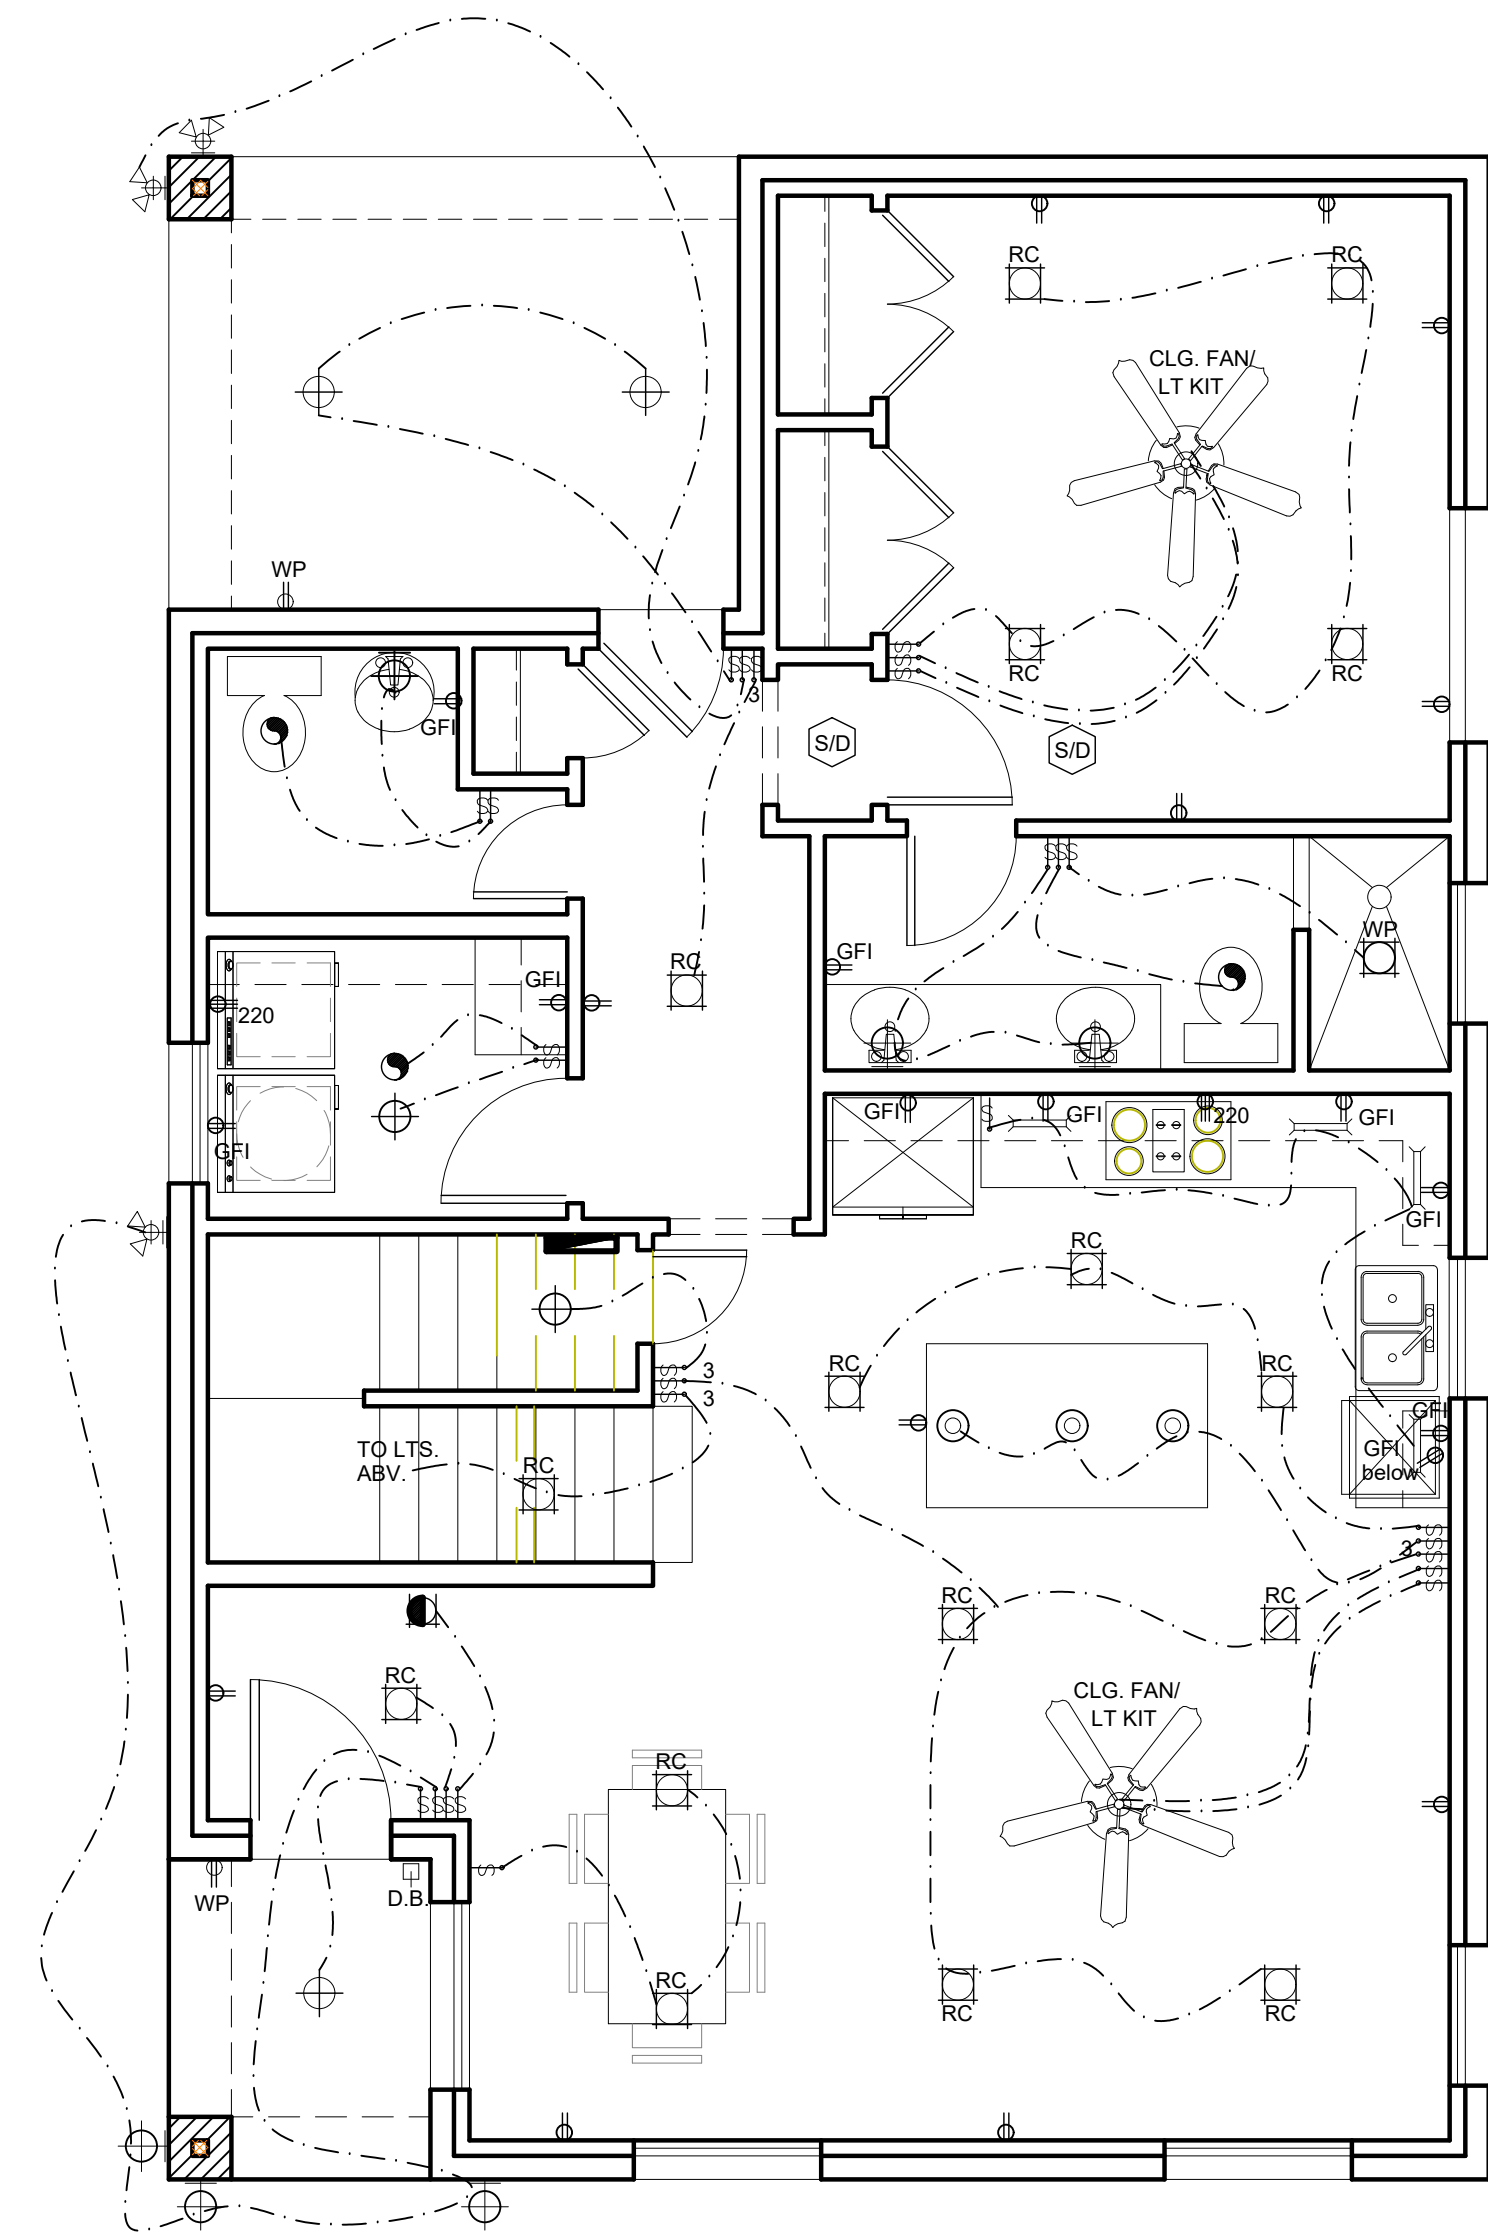 RC
RC
CLG. FAN/
LT KIT
WP
RC
RC
S
S
S
S S S
3
S/D
S/D
GFI
S S
S S S
WP
RC
GFI
GFI
220
S
S
GFI
S
GFI
220
GFI
GFI
GFI
RC
RC
RC
S
S 3
S 3
TO LTS.
ABV.
RC
GFI
GFI
below
S
3 S
S
S
S
RC
RC
RC
CLG. FAN/
LT KIT
RC
S S S S
S
WP
D.B.
RC
RC
RC